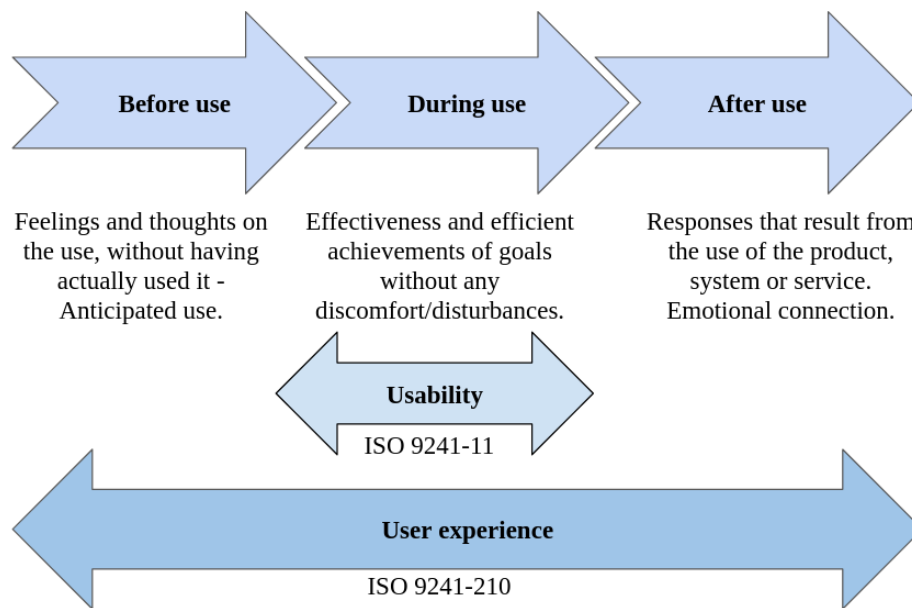 Before use
During use
After use
Feelings and thoughts on
the use, without having
actually used it -
Anticipated use.
Effectiveness and efficient
achievements of goals
without any
discomfort/disturbances.
Responses that result from
the use of the product,
system or service.
Emotional connection.
Usability
ISO 9241-11
User experience
ISO 9241-210